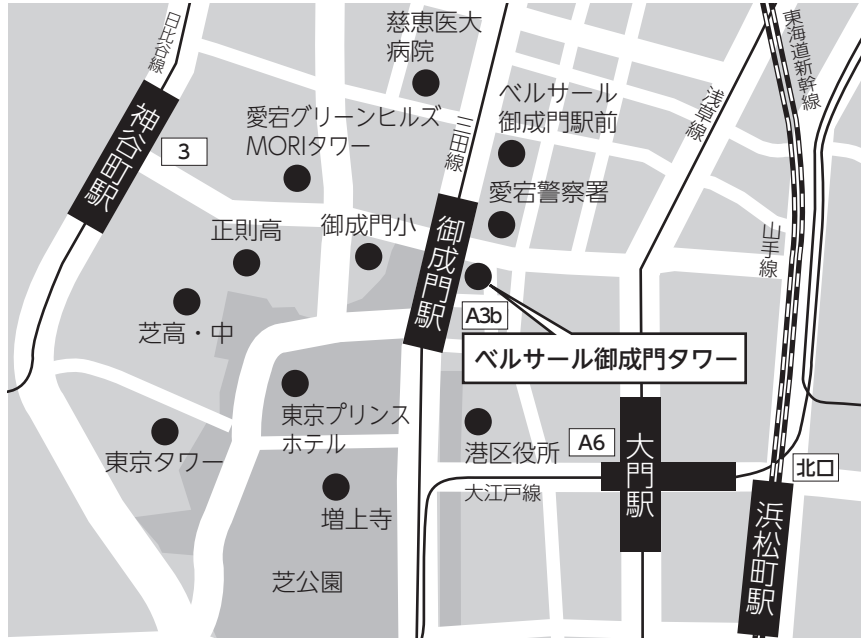 日比谷線
慈恵医大
病院
東海道新幹線
ベルサール
御成門駅前
浅草線
愛宕グリーンヒルズ
MORIタワー
三田線
神谷町駅
3
愛宕警察署
正則高
御成門小
御成門駅
山手線
A3b
芝高・中
ベルサール御成門タワー
東京プリンス
ホテル
東京タワー
港区役所
A6
大門駅
大江戸線
北口
増上寺
浜松町駅
芝公園